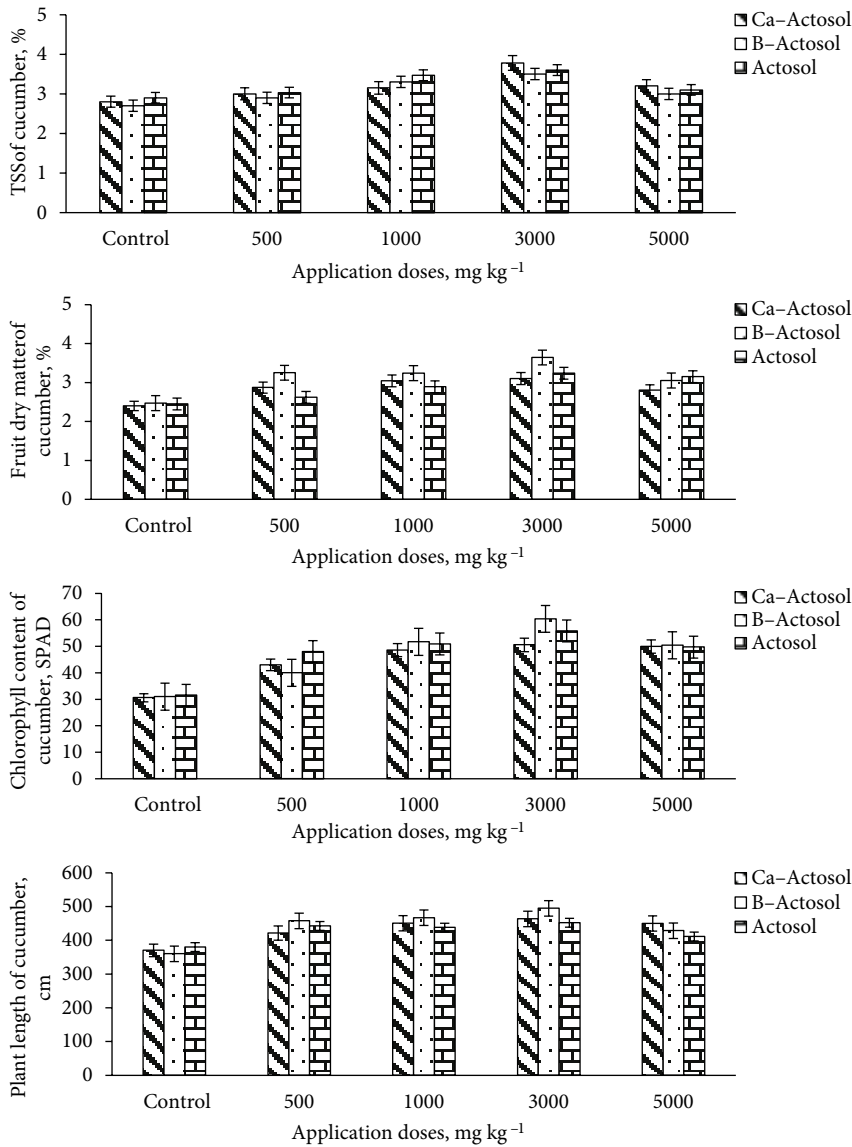 TSSof cucumber, %
5
4
3
2
1
0
Control 500 1000 3000 5000
Application doses, mg kg –1
Ca–Actosol
B–Actosol
Actosol
Fruit dry matterof
cucumber, %
5
4
3
2
1
0
Control 500 1000 3000 5000
Application doses, mg kg –1
Ca–Actosol
B–Actosol
Actosol
Chlorophyll content of
cucumber, SPAD
70
60
50
40
30
20
10
0
Control 500 1000 3000 5000
Application doses, mg kg –1
Ca–Actosol
B–Actosol
Actosol
Plant length of cucumber,
cm
600
500
400
300
200
100
0
Control 500 1000 3000 5000
Application doses, mg kg –1
Ca–Actosol
B–Actosol
Actosol